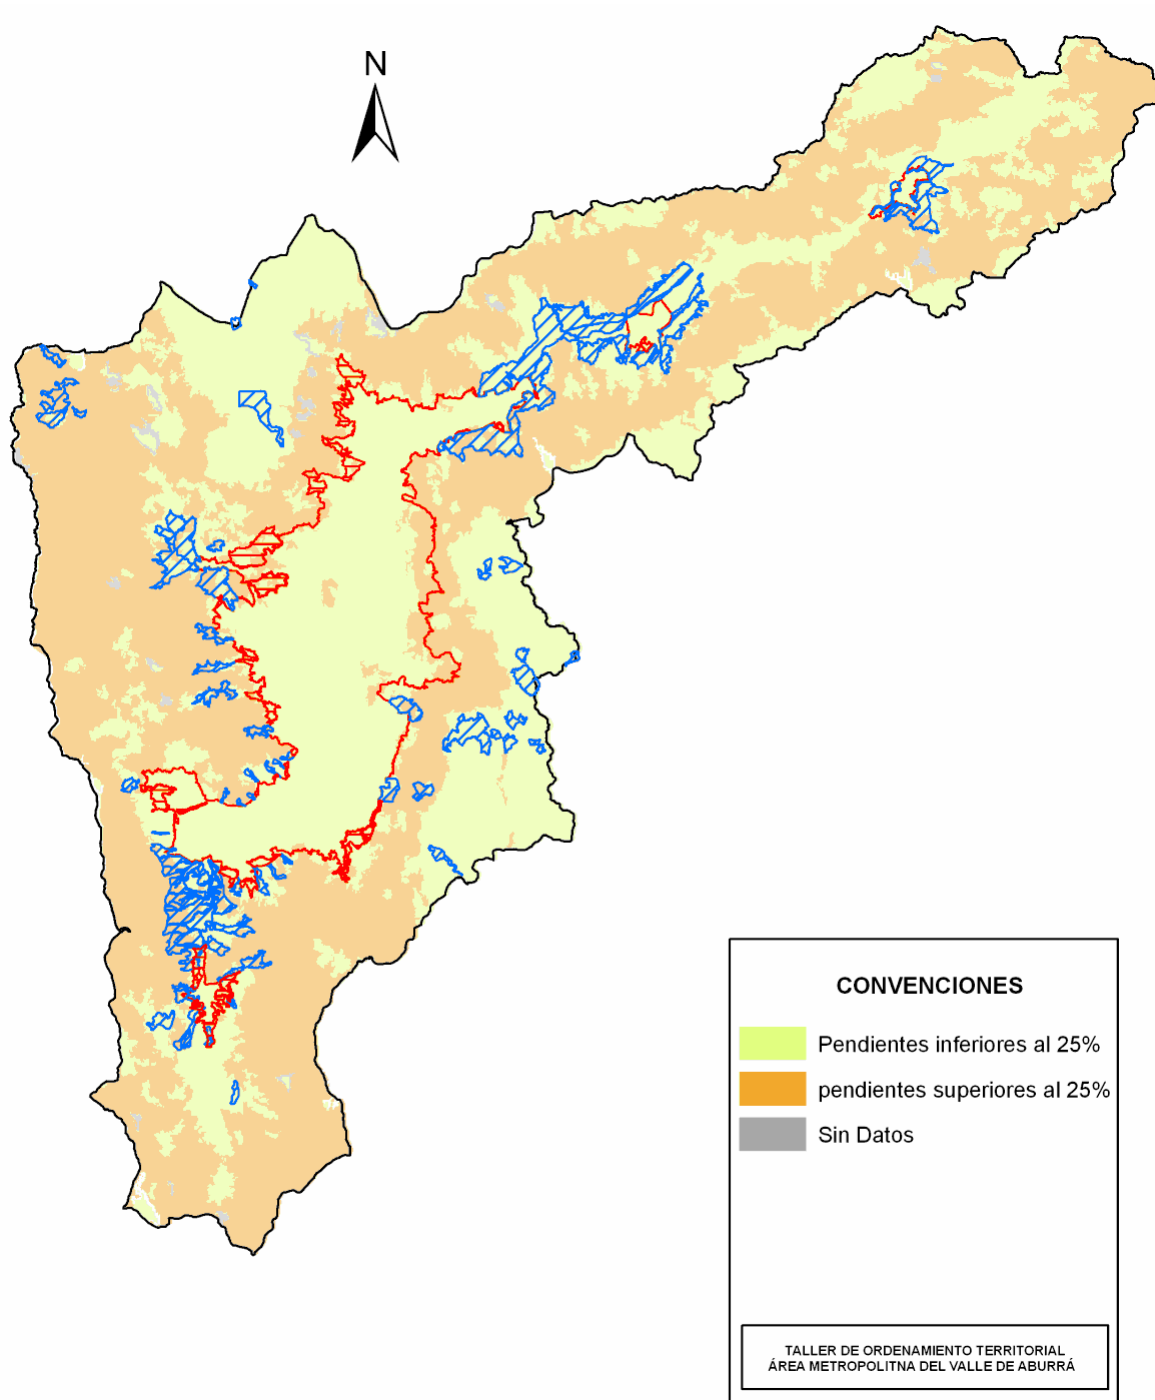 N
CONVENCIONES
Pendientes inferiores al 25%
pendientes superiores al 25%
Sin Datos
TALLER DE ORDENAMIENTO TERRITORIAL
ÁREA METROPOLITNA DEL VALLE DE ABURRÁ